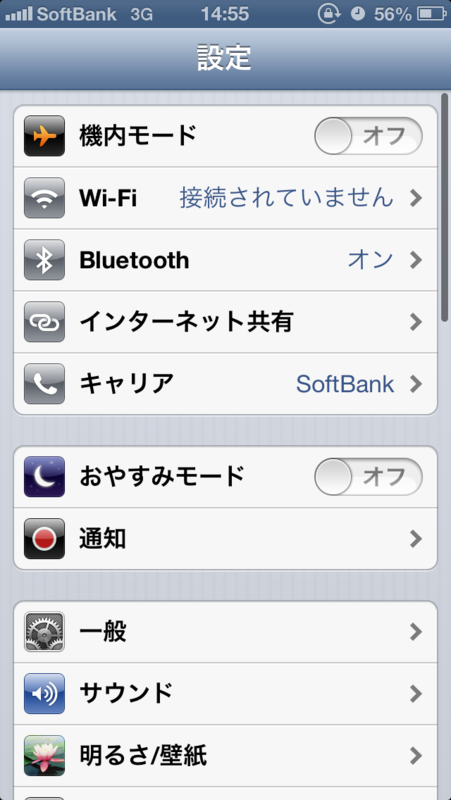 SoftBank 3G 14:55 56%
設定
機内モード オフ
Wi-Fi 接続されていません
Bluetooth オン
インターネット共有
キャリア SoftBank
おやすみモード オフ
通知
一般
サウンド
明るさ/壁紙